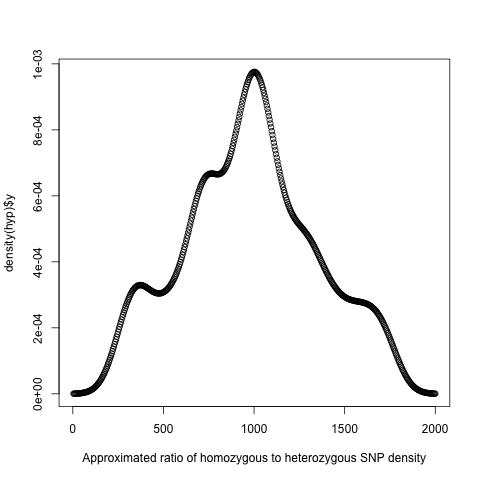 1e-03
8e-04
6e-04
4e-04
2e-04
0e+00
density(hyp)$y
0 500 1000 1500 2000
Approximated ratio of homozygous to heterozygous SNP density